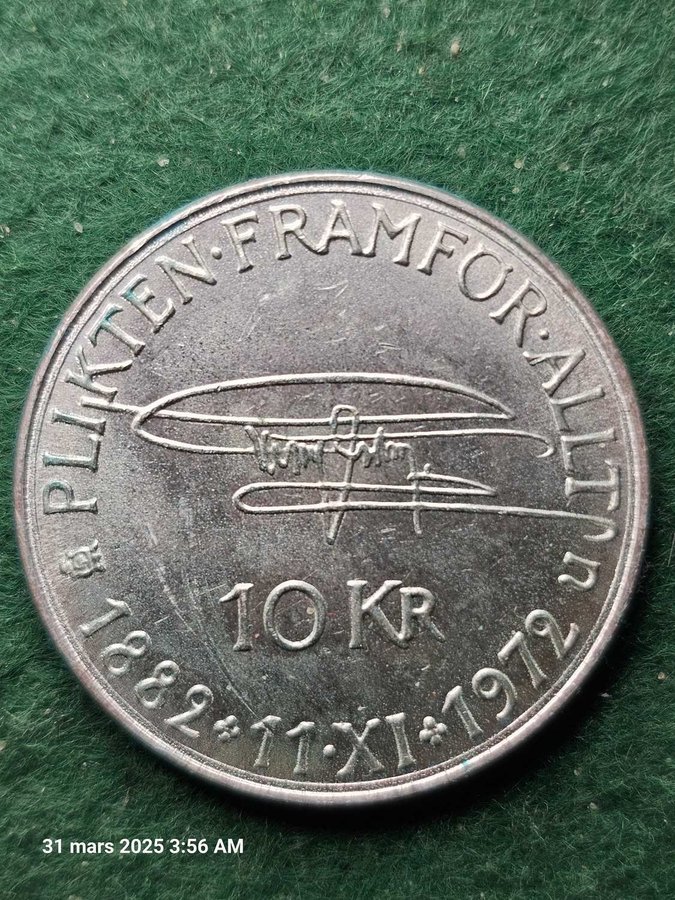 PLIKTEN·FRAMFÖR·ALLT
10 KR
U
1882 11·XI 1972
31 mars 2025 3:56 AM